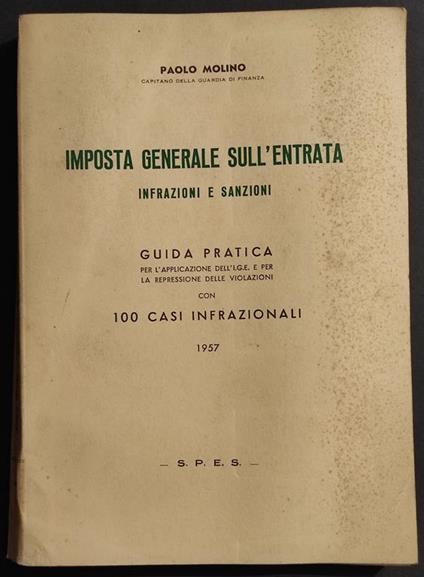 PAOLO MOLINO
CAPITANO DELLA GUARDIA DI FINANZA
IMPOSTA GENERALE SULL'ENTRATA
INFRAZIONI E SANZIONI
GUIDA PRATICA
PER L'APPLICAZIONE DELL'I.G.E. E PER
LA REPRESSIONE DELLE VIOLAZIONI
CON
100 CASI INFRAZIONALI
1957
— S. P. E. S. —